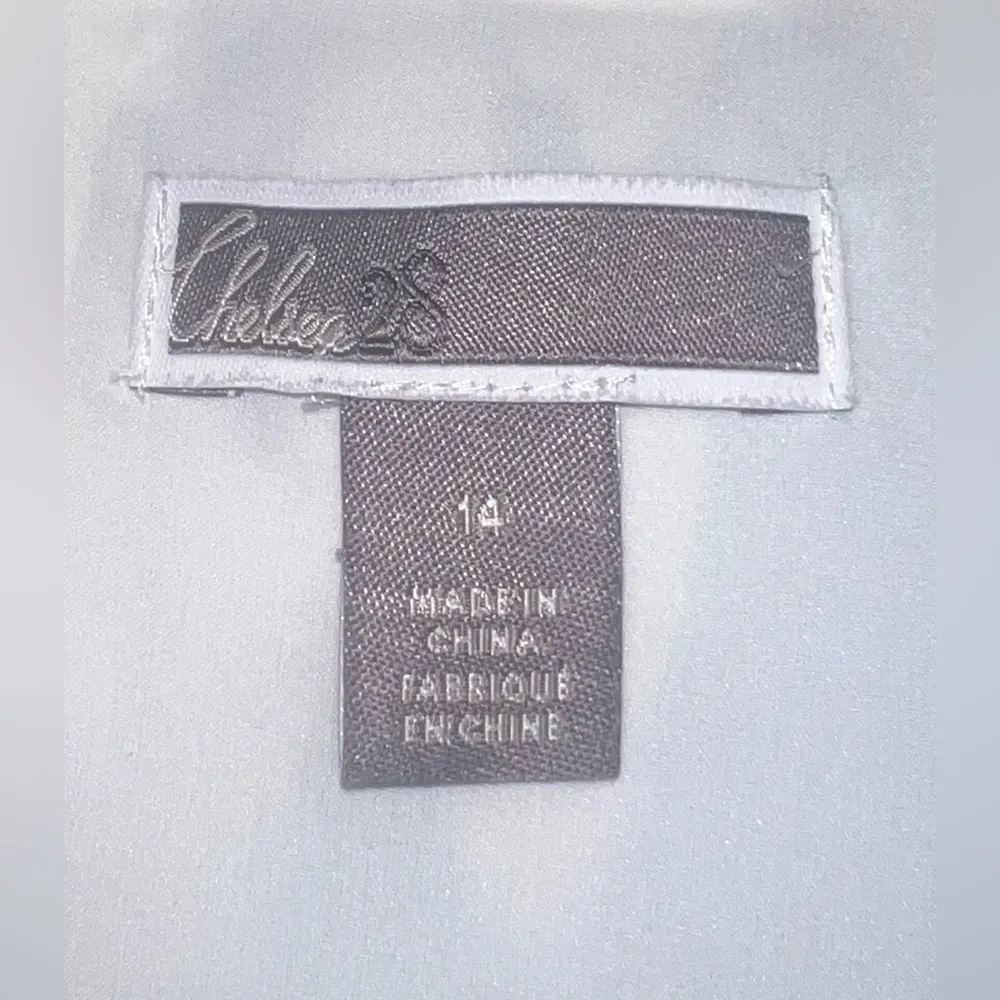 Chelsea28
14
MADE IN
CHINA
FABRIQUÉ
EN CHINE